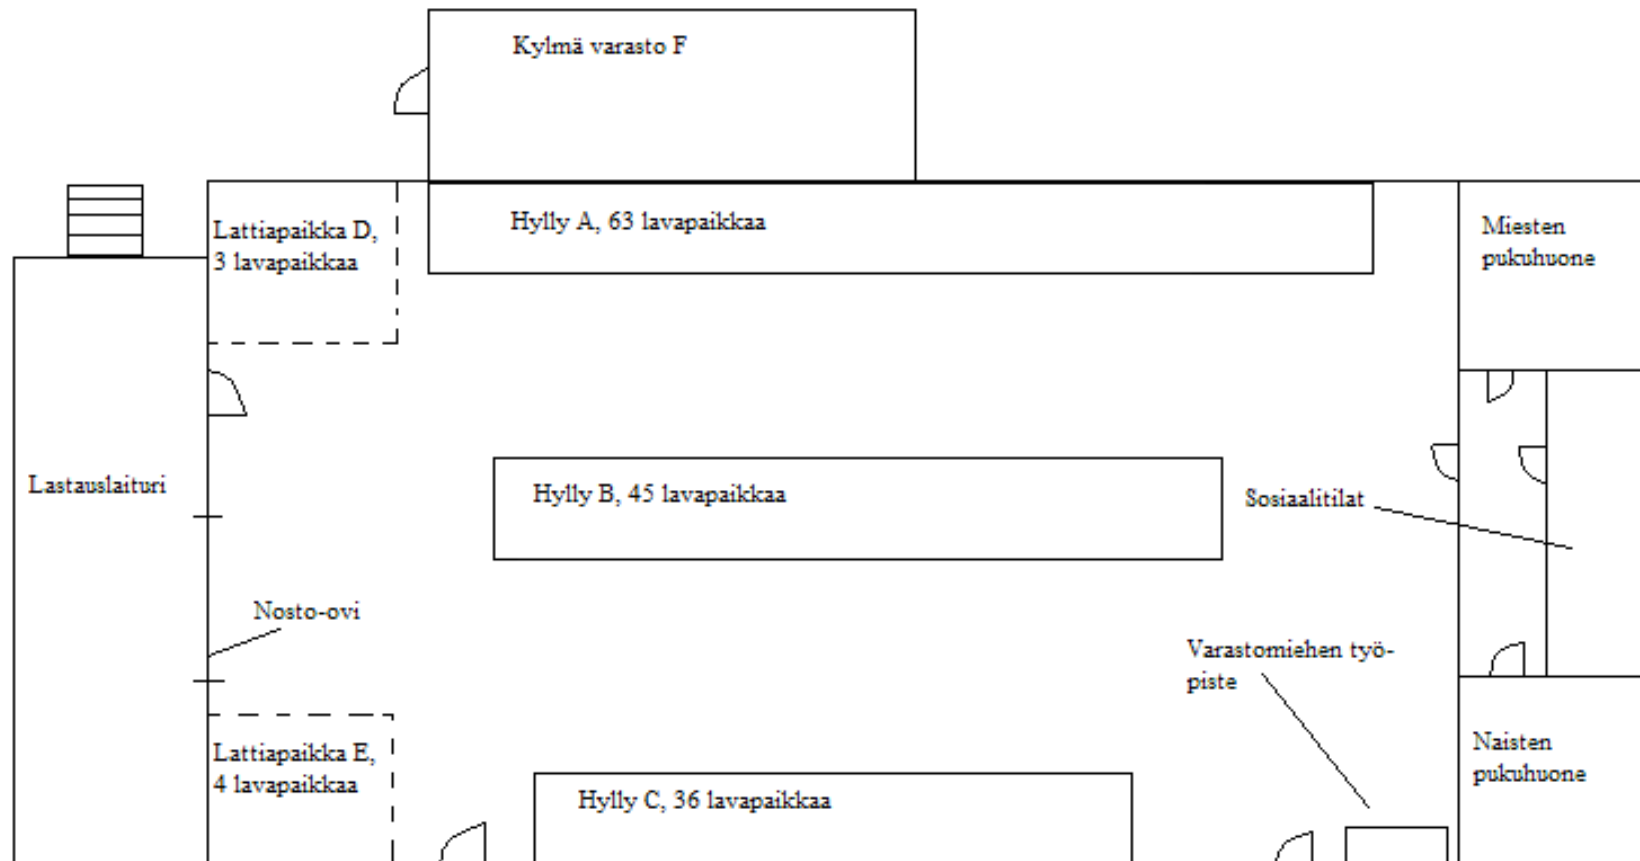 Kylmä varasto F
Lattiapaikka D,
3 lavapaikkaa
Hylly A, 63 lavapaikkaa
Miesten
pukuhuone
Lastauslaituri
Hylly B, 45 lavapaikkaa
Sosiaalitilat
Nosto-ovi
Varastomiehen työ-
piste
Lattiapaikka E,
4 lavapaikkaa
Hylly C, 36 lavapaikkaa
Naisten
pukuhuone